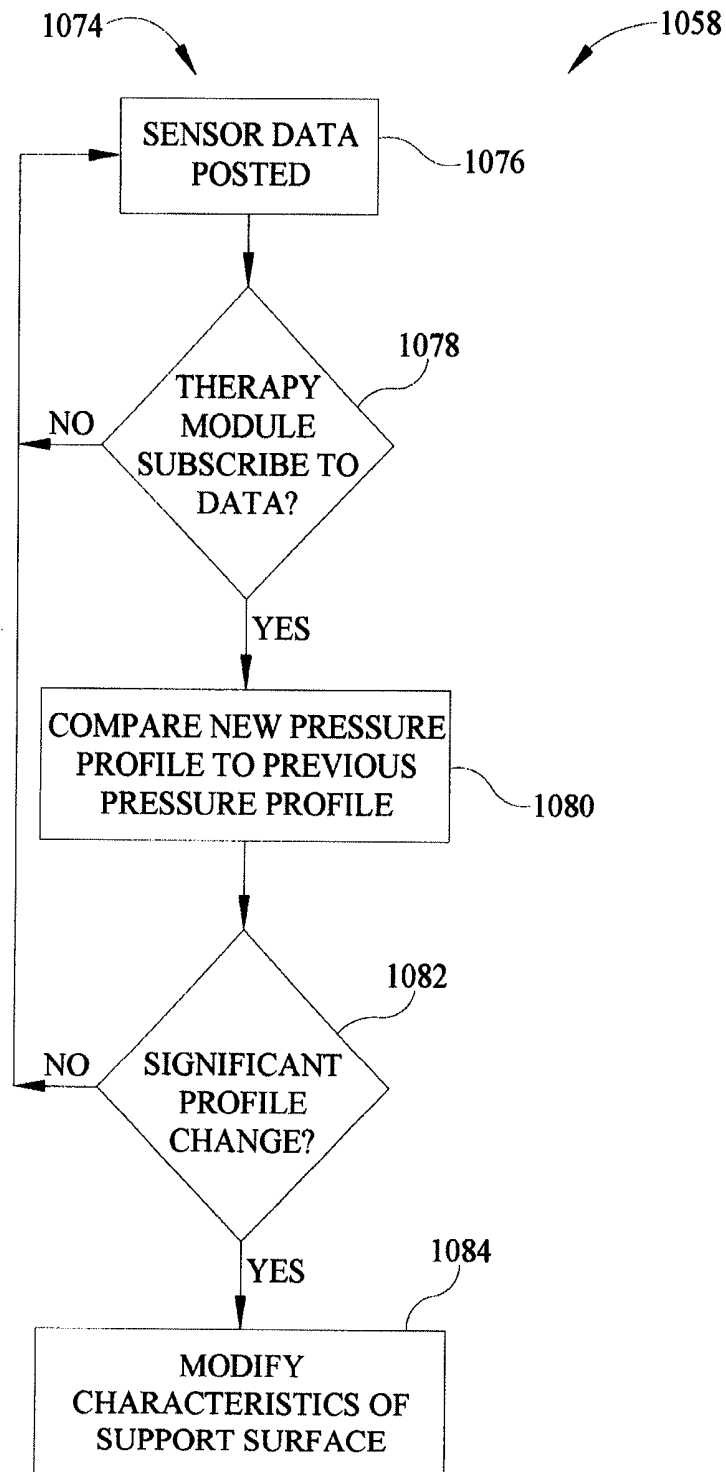 1074
1058
SENSOR DATA
POSTED
1076
1078
THERAPY
MODULE
SUBSCRIBE TO
DATA?
NO
YES
COMPARE NEW PRESSURE
PROFILE TO PREVIOUS
PRESSURE PROFILE
1080
1082
SIGNIFICANT
PROFILE
CHANGE?
NO
YES
1084
MODIFY
CHARACTERISTICS OF
SUPPORT SURFACE